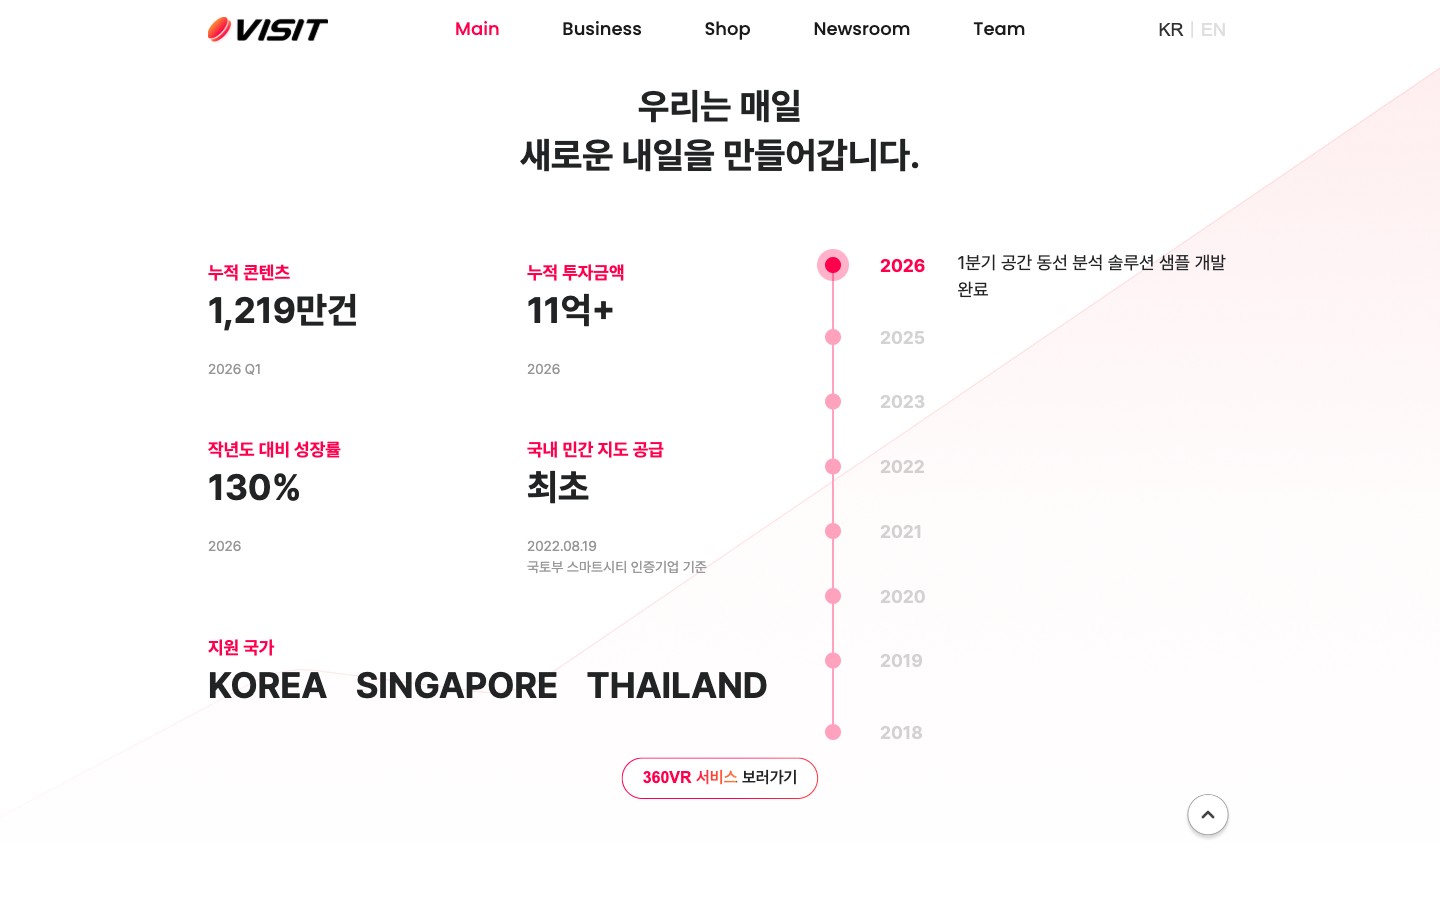 VISIT
Main Business Shop Newsroom Team KR | EN
우리는 매일
새로운 내일을 만들어갑니다.
누적 콘텐츠
1,219만건
2026 Q1
누적 투자금액
11억+
2026
작년도 대비 성장률
130%
2026
국내 민간 지도 공급
최초
2022.08.19
국토부 스마트시티 인증기업 기준
지원 국가
KOREA SINGAPORE THAILAND
2026 1분기 공간 동선 분석 솔루션 샘플 개발
완료
2025
2023
2022
2021
2020
2019
2018
360VR 서비스 보러가기